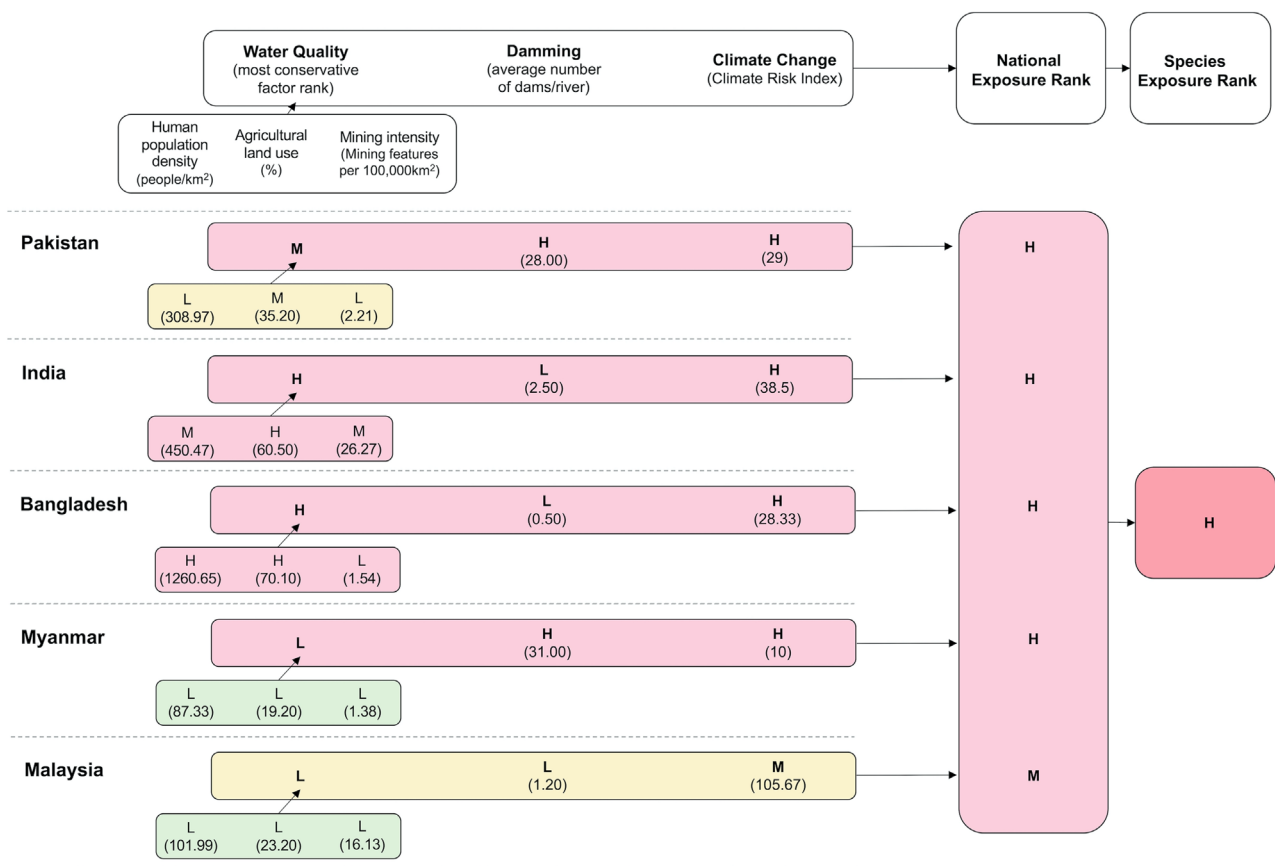 Water Quality
(most conservative
factor rank)
Damming
(average number
of dams/river)
Climate Change
(Climate Risk Index)
National
Exposure Rank
Species
Exposure Rank
Human
population
density
(people/km²)
Agricultural
land use
(%)
Mining intensity
(Mining features
per 100,000km²)
Pakistan
M
H
(28.00)
H
(29)
H
L
(308.97)
M
(35.20)
L
(2.21)
India
H
L
(2.50)
H
(38.5)
H
M
(450.47)
H
(60.50)
M
(26.27)
Bangladesh
H
L
(0.50)
H
(28.33)
H
H
H
(1260.65)
H
(70.10)
L
(1.54)
Myanmar
L
H
(31.00)
H
(10)
H
L
(87.33)
L
(19.20)
L
(1.38)
Malaysia
L
L
(1.20)
M
(105.67)
M
L
(101.99)
L
(23.20)
L
(16.13)